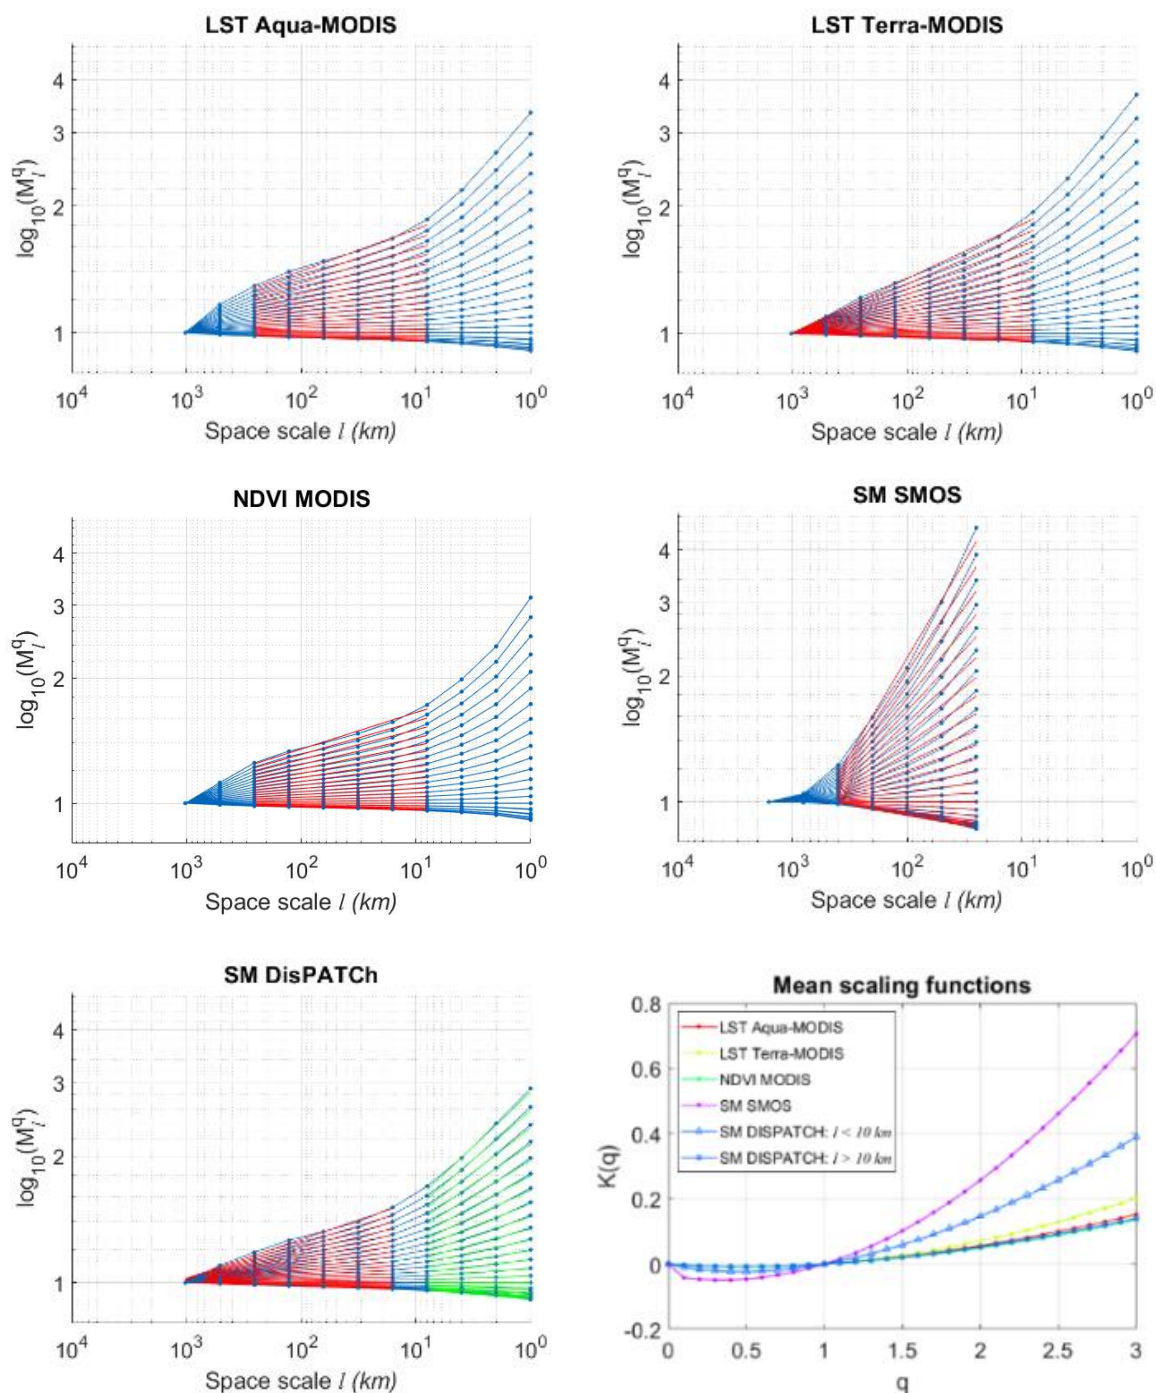 LST Aqua-MODIS
4
3
2
1
log10(M_l^q)
10^4 10^3 10^2 10^1 10^0
Space scale l (km)
LST Terra-MODIS
4
3
2
1
log10(M_l^q)
10^4 10^3 10^2 10^1 10^0
Space scale l (km)
NDVI MODIS
4
3
2
1
log10(M_l^q)
10^4 10^3 10^2 10^1 10^0
Space scale l (km)
SM SMOS
4
3
2
1
log10(M_l^q)
10^4 10^3 10^2 10^1 10^0
Space scale l (km)
SM DisPATCh
4
3
2
1
log10(M_l^q)
10^4 10^3 10^2 10^1 10^0
Space scale l (km)
Mean scaling functions
0.8
0.6
0.4
0.2
0
-0.2
K(q)
LST Aqua-MODIS
LST Terra-MODIS
NDVI MODIS
SM SMOS
SM DISPATCH: l < 10 km
SM DISPATCH: l > 10 km
0 0.5 1 1.5 2 2.5 3
q